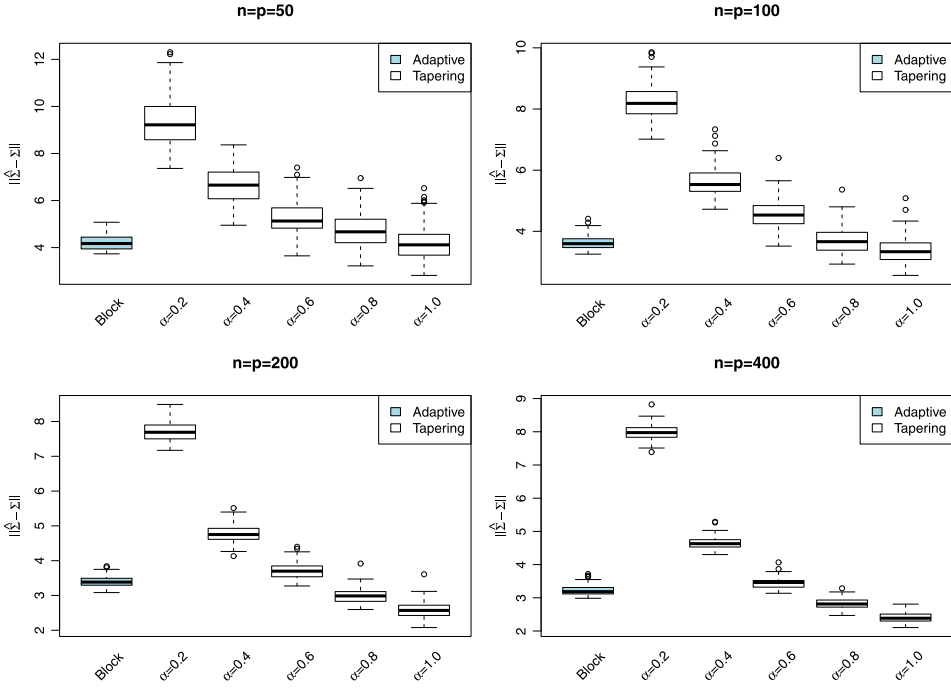 n=p=50
||Σ̂−Σ||
12
10
8
6
4
Adaptive
Tapering
Block
α=0.2
α=0.4
α=0.6
α=0.8
α=1.0
n=p=100
||Σ̂−Σ||
10
8
6
4
Adaptive
Tapering
Block
α=0.2
α=0.4
α=0.6
α=0.8
α=1.0
n=p=200
||Σ̂−Σ||
8
7
6
5
4
3
2
Adaptive
Tapering
Block
α=0.2
α=0.4
α=0.6
α=0.8
α=1.0
n=p=400
||Σ̂−Σ||
9
8
7
6
5
4
3
2
Adaptive
Tapering
Block
α=0.2
α=0.4
α=0.6
α=0.8
α=1.0